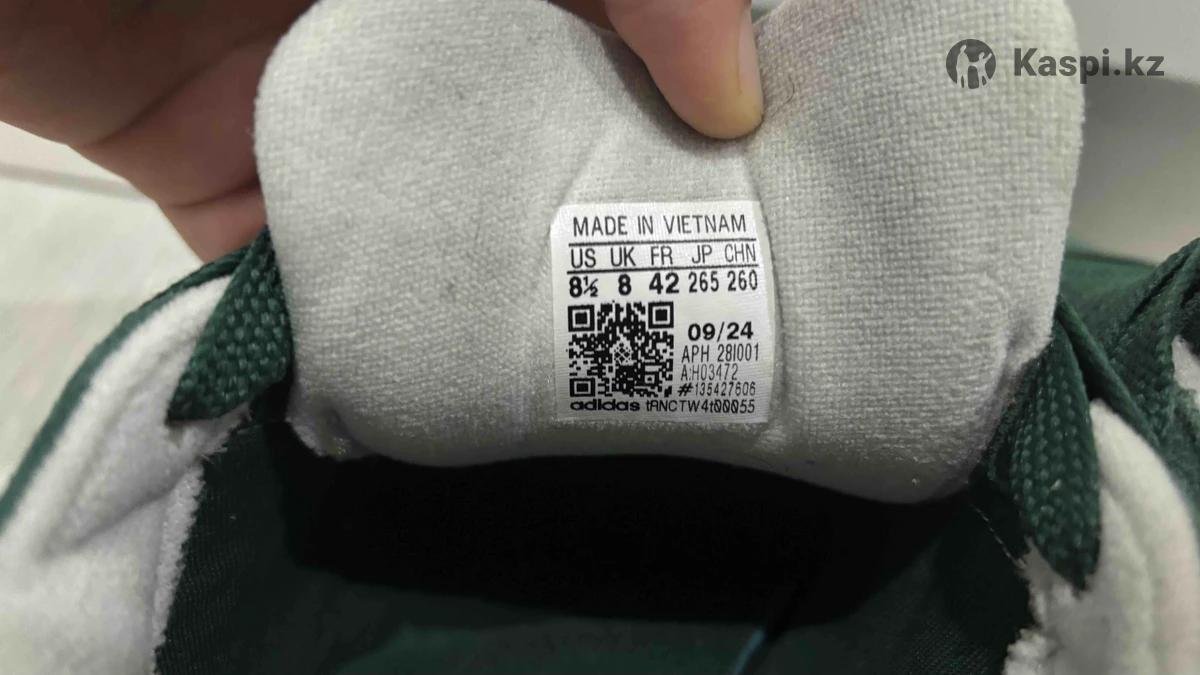 Kaspi.kz
MADE IN VIETNAM
US UK FR JP CHN
8½ 8 42 265 260
09/24
APH 28I001
A:H03472
#135427606
adidas tANCTW4t00055